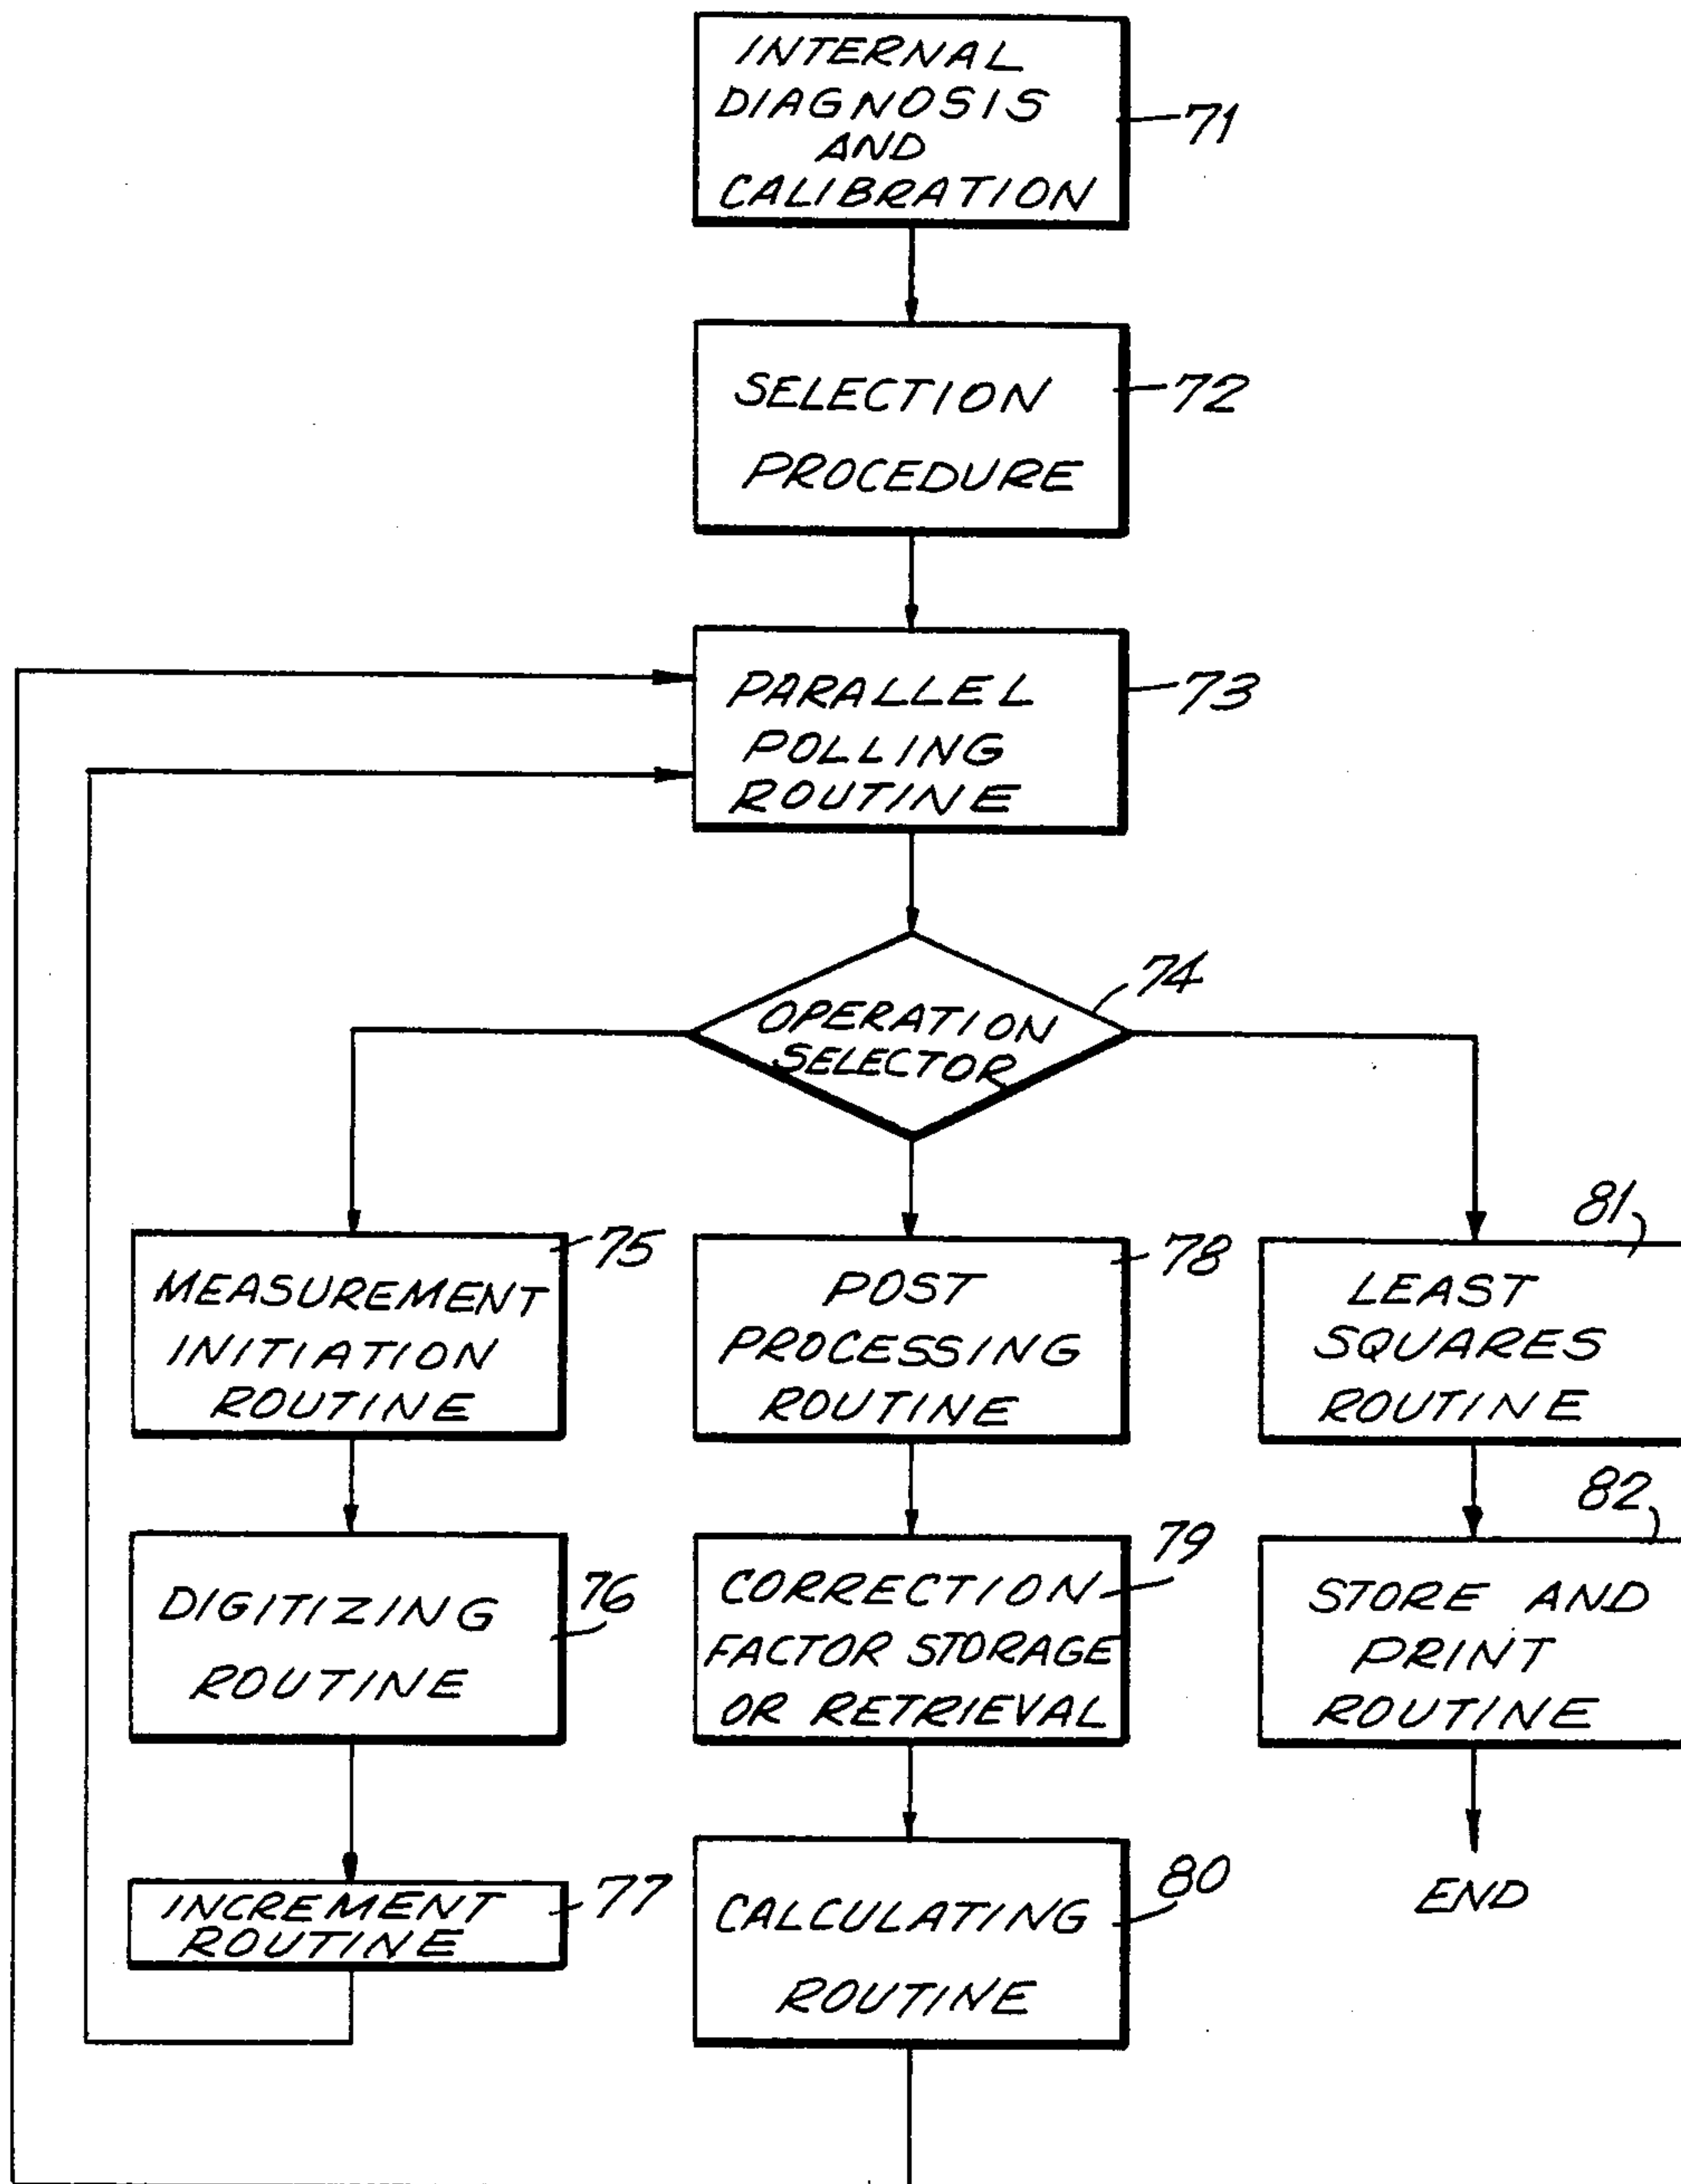 INTERNAL
DIAGNOSIS
AND
CALIBRATION
71
SELECTION
PROCEDURE
72
PARALLEL
POLLING
ROUTINE
73
OPERATION
SELECTOR
74
MEASUREMENT
INITIATION
ROUTINE
75
DIGITIZING
ROUTINE
76
INCREMENT
ROUTINE
77
POST
PROCESSING
ROUTINE
78
CORRECTION
FACTOR STORAGE
OR RETRIEVAL
79
CALCULATING
ROUTINE
80
LEAST
SQUARES
ROUTINE
81
STORE AND
PRINT
ROUTINE
82
END